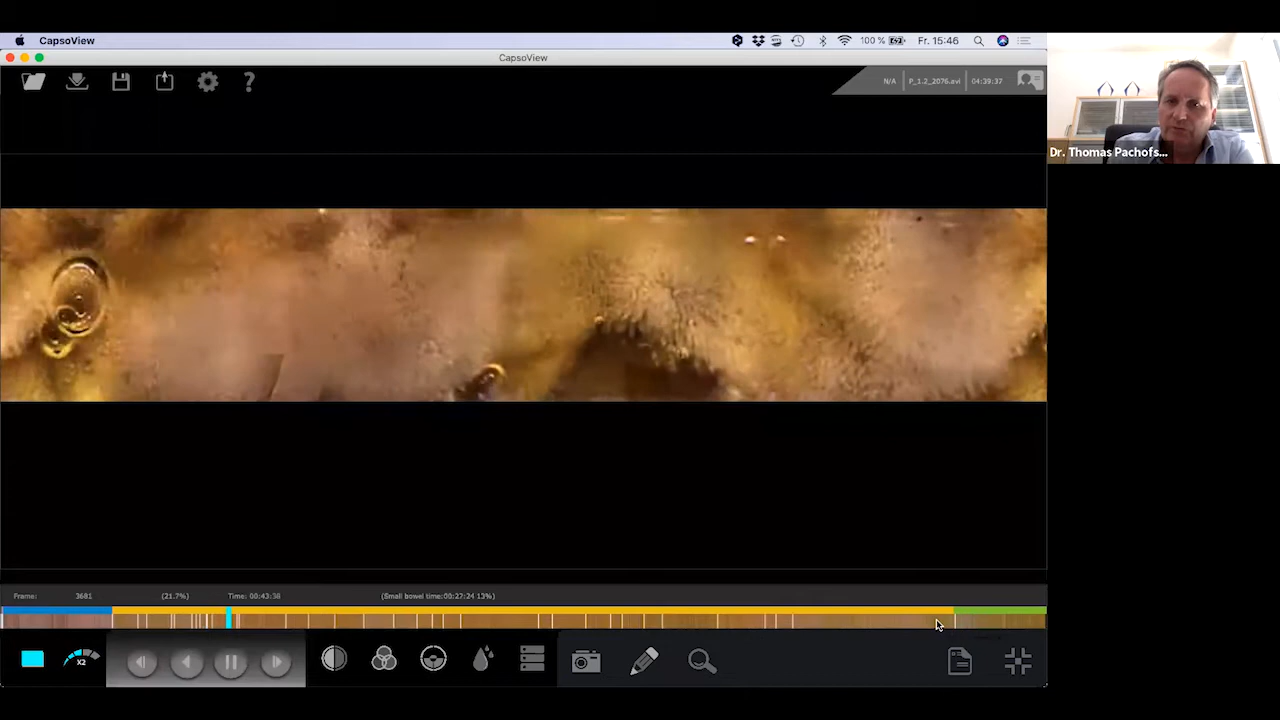 CapsoView
100 %
Fr. 15:46
CapsoView
?
N/A
P_1.2_2076.avi
04:39:37
Dr. Thomas Pachofs...
Frame: 3681 (21.7%) Time: 00:43:38 (Small bowel time:00:27:24 13%)
X2